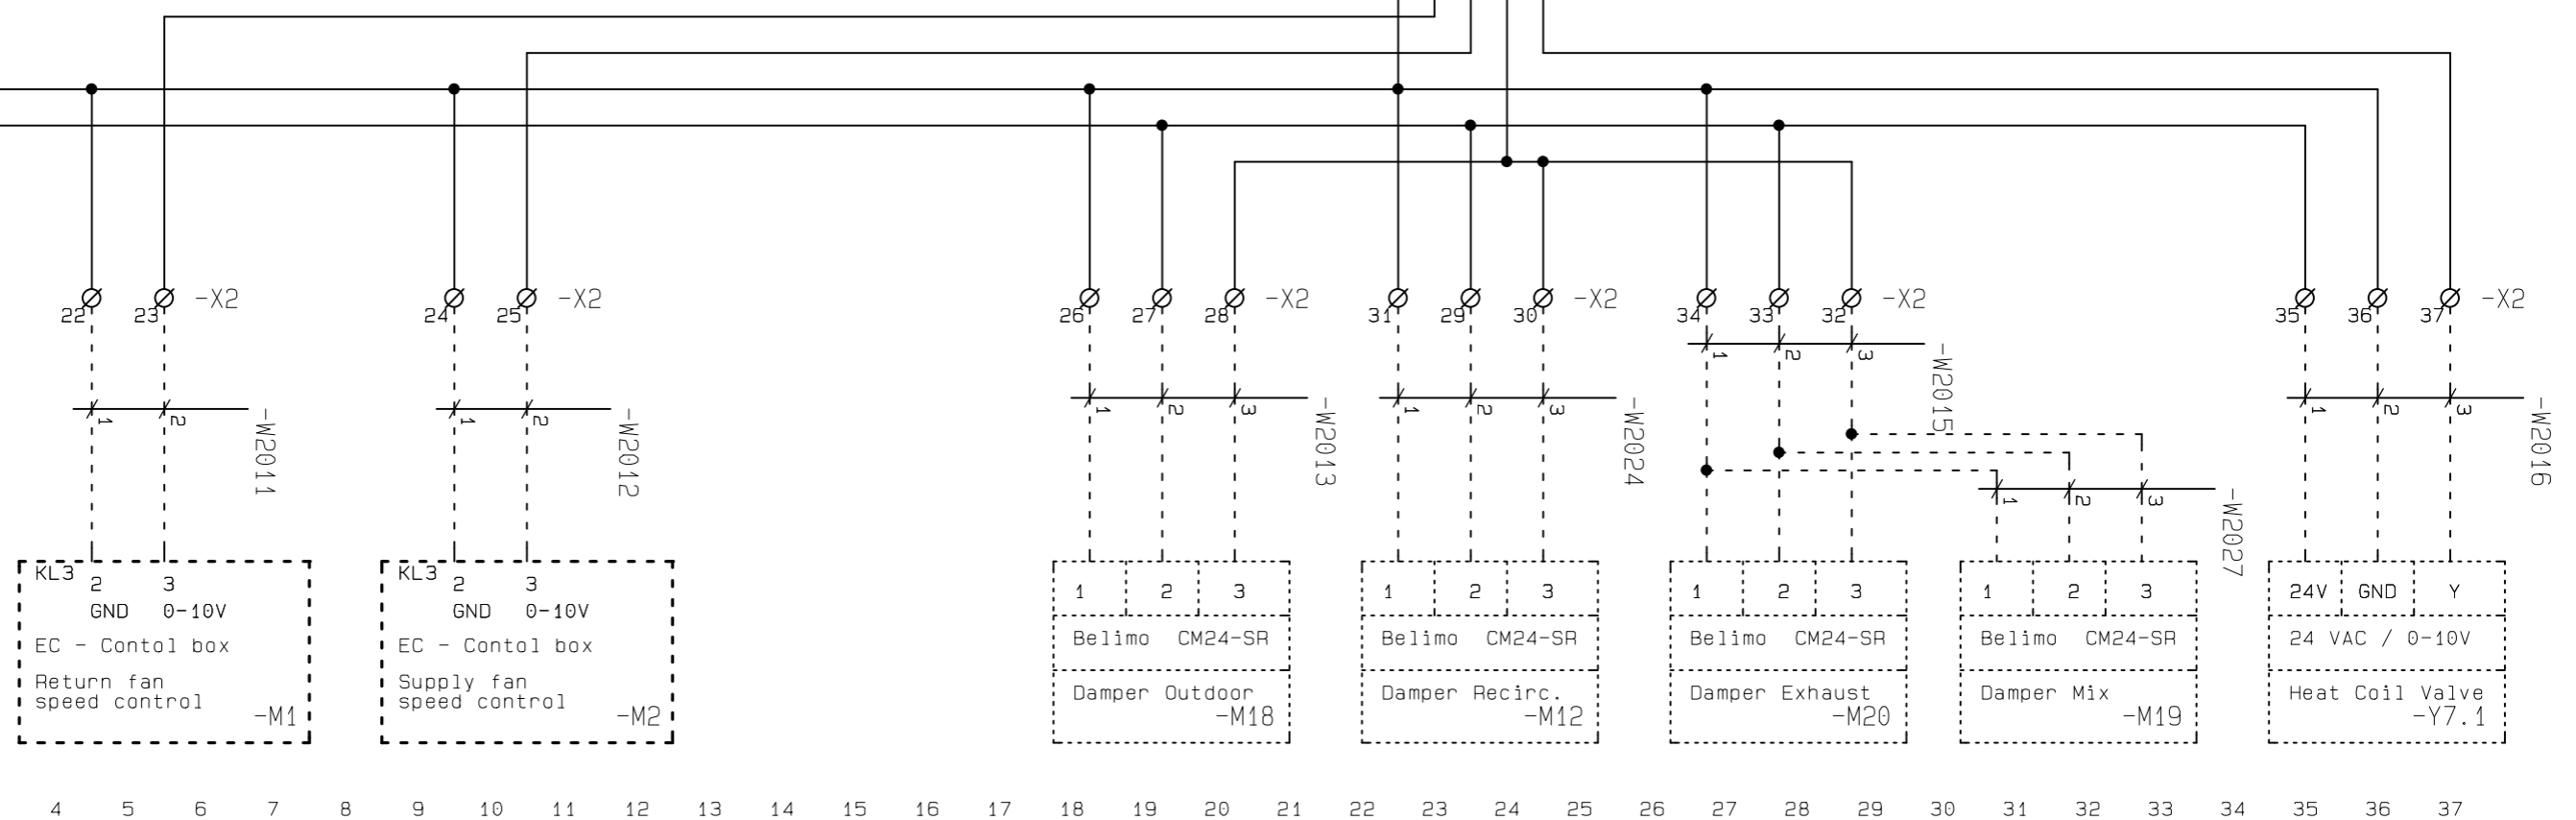 22 23 -X2 24 25 -X2 26 27 28 -X2 31 29 30 -X2 34 33 32 -X2 35 36 37 -X2
1 2 -W2011
1 2 -W2012
1 2 3 -W2013
1 2 3 -W2024
1 2 3 -W2015
1 2 3 -W2027
1 2 3 -W2016
KL3 2 3
GND 0-10V
EC - Contol box
Return fan
speed control
-M1
KL3 2 3
GND 0-10V
EC - Contol box
Supply fan
speed control
-M2
1 2 3
Belimo CM24-SR
Damper Outdoor
-M18
1 2 3
Belimo CM24-SR
Damper Recirc.
-M12
1 2 3
Belimo CM24-SR
Damper Exhaust
-M20
1 2 3
Belimo CM24-SR
Damper Mix
-M19
24V GND Y
24 VAC / 0-10V
Heat Coil Valve
-Y7.1
4 5 6 7 8 9 10 11 12 13 14 15 16 17 18 19 20 21 22 23 24 25 26 27 28 29 30 31 32 33 34 35 36 37